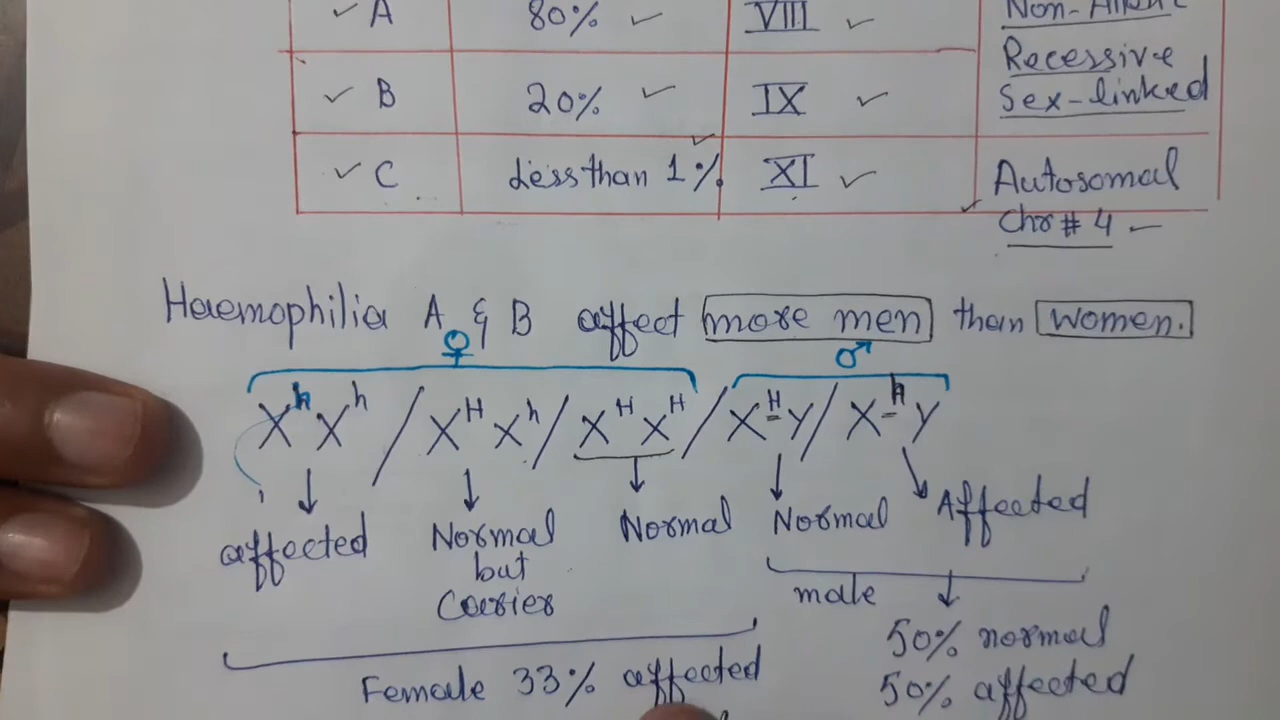 A 80% VIII Non-Allelic
Recessive
B 20% IX Sex-linked
C Less than 1% XI Autosomal
Chr # 4
Haemophilia A & B affect more men than women.
♀ ♂
XʰXʰ / XᴴXʰ / XᴴXᴴ / XᴴY / XʰY
affected Normal but Carrier Normal Normal Affected
male
50% normal
Female 33% affected 50% affected